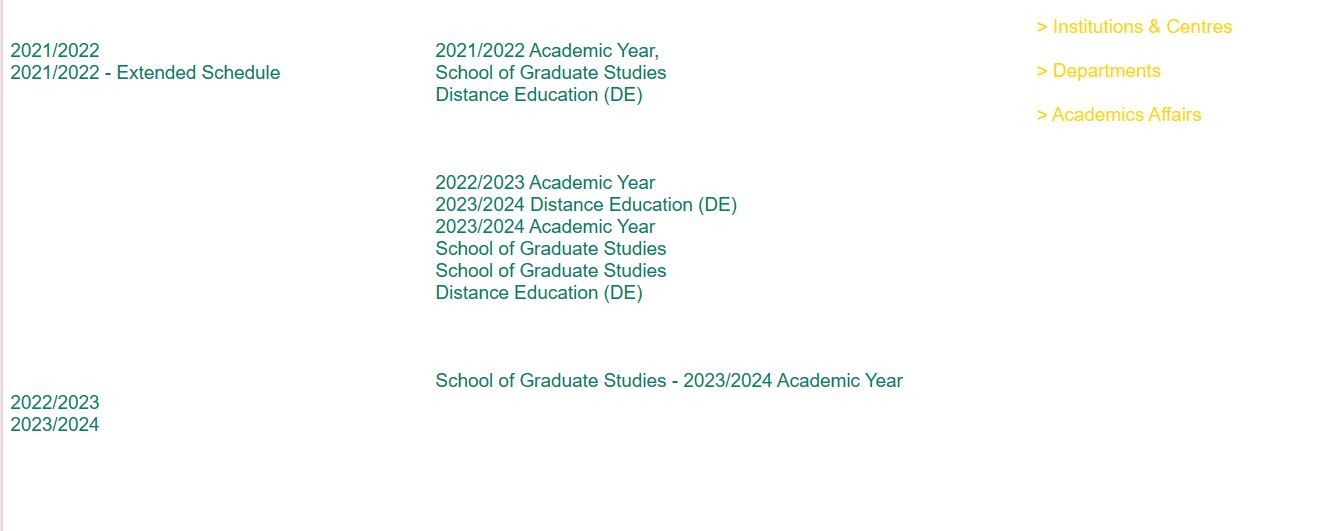 2021/2022
2021/2022 - Extended Schedule
2021/2022 Academic Year,
School of Graduate Studies
Distance Education (DE)
2022/2023 Academic Year
2023/2024 Distance Education (DE)
2023/2024 Academic Year
School of Graduate Studies
School of Graduate Studies
Distance Education (DE)
School of Graduate Studies - 2023/2024 Academic Year
2022/2023
2023/2024
> Institutions & Centres
> Departments
> Academics Affairs